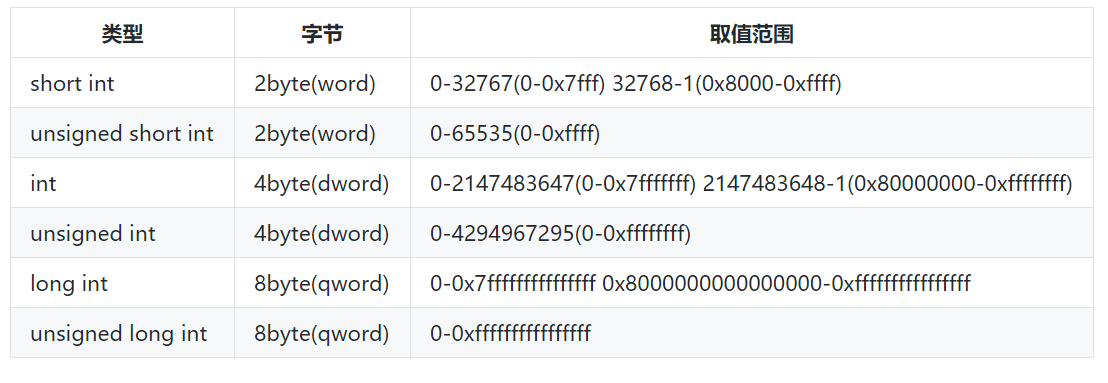 类型 字节 取值范围
short int 2byte(word) 0-32767(0-0x7fff) 32768-1(0x8000-0xffff)
unsigned short int 2byte(word) 0-65535(0-0xffff)
int 4byte(dword) 0-2147483647(0-0x7fffffff) 2147483648-1(0x80000000-0xffffffff)
unsigned int 4byte(dword) 0-4294967295(0-0xffffffff)
long int 8byte(qword) 0-0x7fffffffffffffff 0x8000000000000000-0xffffffffffffffff
unsigned long int 8byte(qword) 0-0xffffffffffffffff